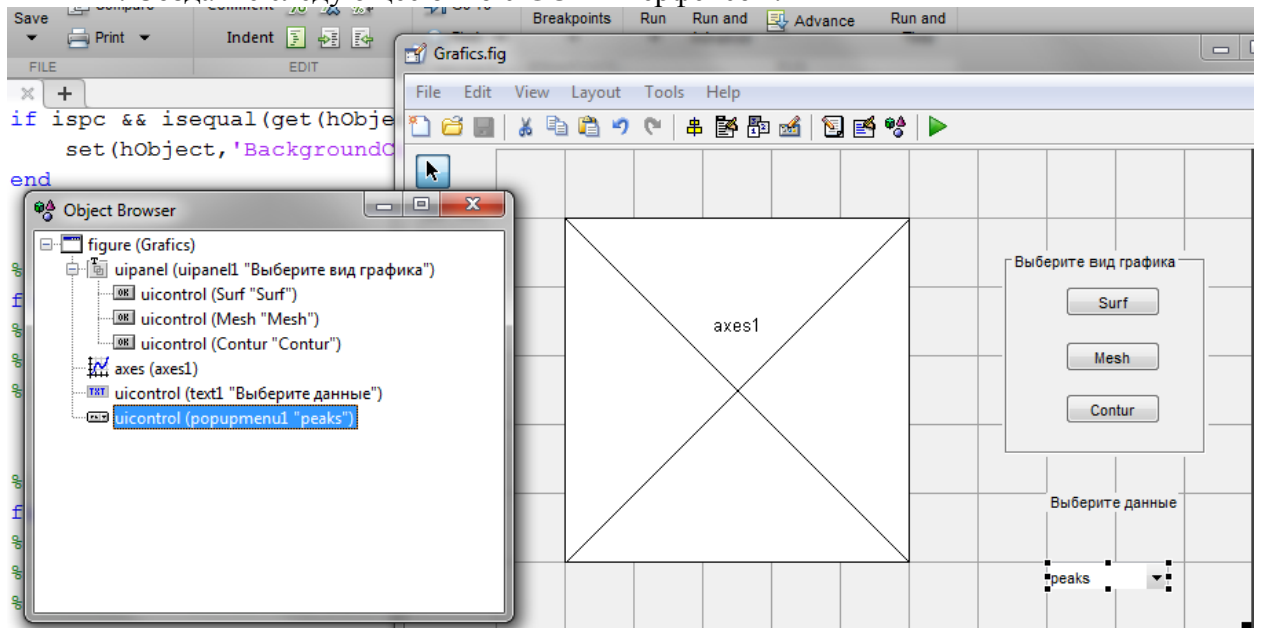 Save
Print
FILE
Comment
Indent
EDIT
Breakpoints
Run
Run and
Advance
Run and
+
if ispc && isequal(get(hObje
set(hObject,'BackgroundC
end
Grafics.fig
File Edit View Layout Tools Help
Object Browser
figure (Grafics)
uipanel (uipanel1 "Выберите вид графика")
uicontrol (Surf "Surf")
uicontrol (Mesh "Mesh")
uicontrol (Contur "Contur")
axes (axes1)
uicontrol (text1 "Выберите данные")
uicontrol (popupmenu1 "peaks")
axes1
Выберите вид графика
Surf
Mesh
Contur
Выберите данные
peaks